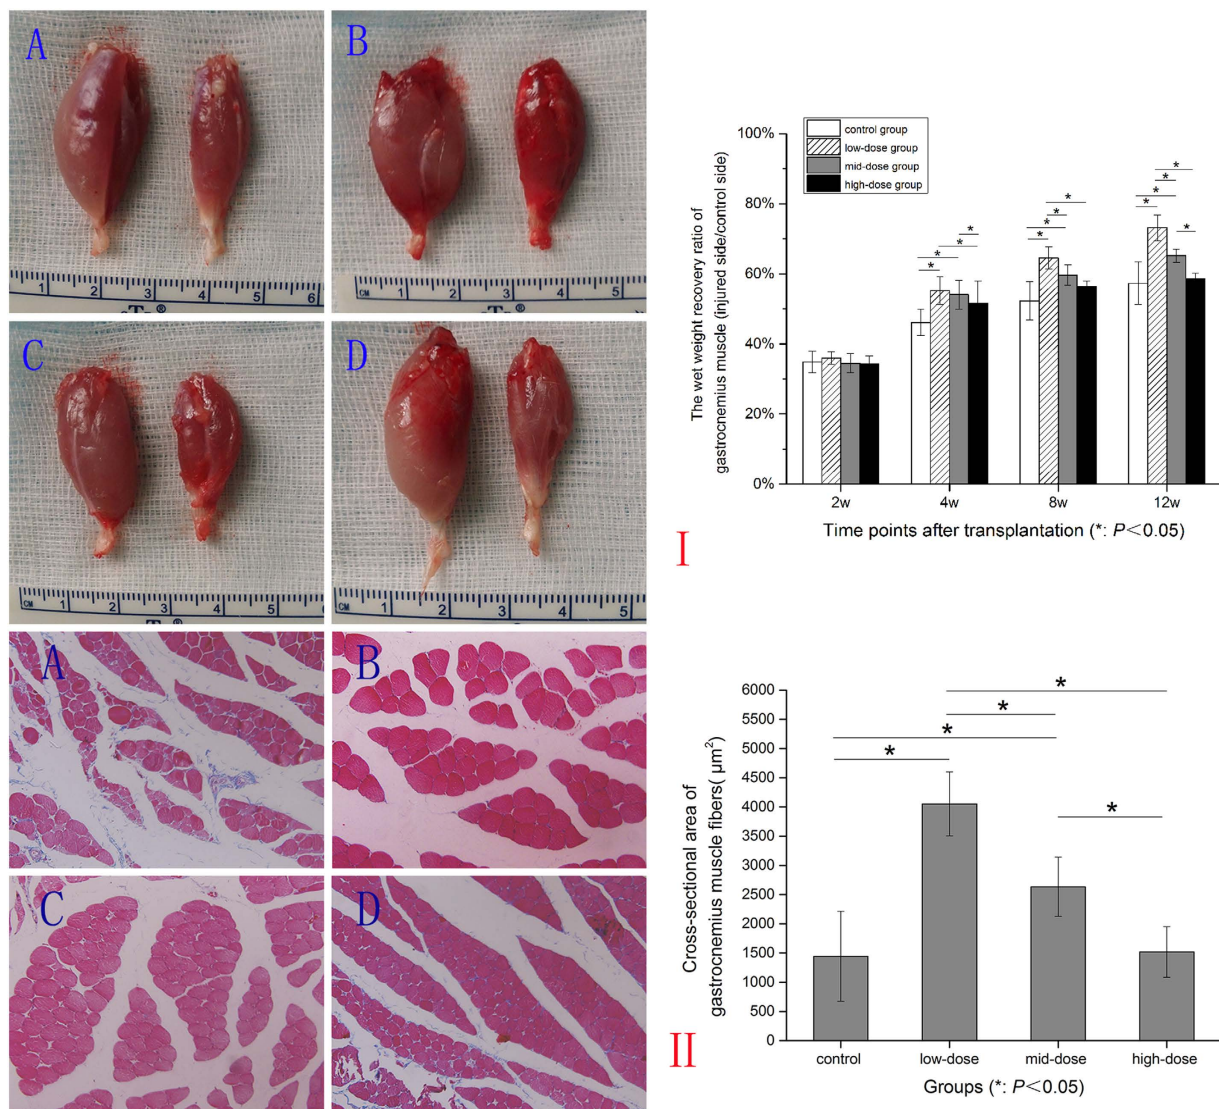 A
B
1 2 3 4 5 6
CM 1 2 3 4 5
C
D
CM 1 2 3 4 5
CM 1 2 3 4 5
A
B
C
D
control group
low-dose group
mid-dose group
high-dose group
The wet weight recovery ratio of
gastrocnemius muscle (injured side/control side)
100%
80%
60%
40%
20%
0%
* * * * * * * * * * * * *
2w 4w 8w 12w
Time points after transplantation (*: P<0.05)
I
Cross-sectional area of
gastrocnemius muscle fibers( μm²)
6000
5500
5000
4500
4000
3500
3000
2500
2000
1500
1000
500
0
*
*
*
*
*
control low-dose mid-dose high-dose
Groups (*: P<0.05)
II